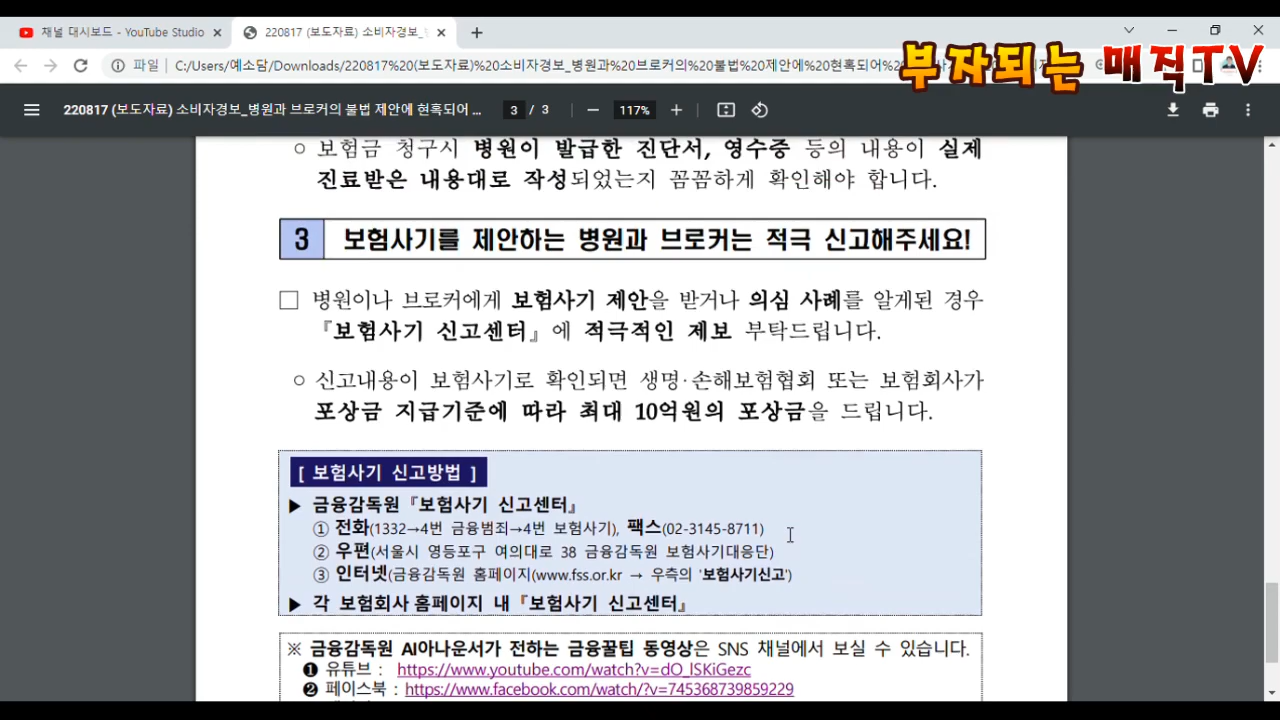 채널 대시보드 - YouTube Studio
220817 (보도자료) 소비자경보_
부자되는 매직TV
파일
C:/Users/예소담/Downloads/220817%20(보도자료)%20소비자경보_병원과%20브로커의%20불법%20제안에%20현혹되어%
220817 (보도자료) 소비자경보_병원과 브로커의 불법 제안에 현혹되어 ...
3 / 3
117%
○ 보험금 청구시 병원이 발급한 진단서, 영수증 등의 내용이 실제
진료받은 내용대로 작성되었는지 꼼꼼하게 확인해야 합니다.
3 보험사기를 제안하는 병원과 브로커는 적극 신고해주세요!
□ 병원이나 브로커에게 보험사기 제안을 받거나 의심 사례를 알게된 경우
『보험사기 신고센터』에 적극적인 제보 부탁드립니다.
○ 신고내용이 보험사기로 확인되면 생명·손해보험협회 또는 보험회사가
포상금 지급기준에 따라 최대 10억원의 포상금을 드립니다.
[ 보험사기 신고방법 ]
▶ 금융감독원『보험사기 신고센터』
① 전화(1332→4번 금융범죄→4번 보험사기), 팩스(02-3145-8711)
② 우편(서울시 영등포구 여의대로 38 금융감독원 보험사기대응단)
③ 인터넷(금융감독원 홈페이지(www.fss.or.kr → 우측의 '보험사기신고')
▶ 각 보험회사 홈페이지 내『보험사기 신고센터』
※ 금융감독원 AI아나운서가 전하는 금융꿀팁 동영상은 SNS 채널에서 보실 수 있습니다.
❶ 유튜브 : https://www.youtube.com/watch?v=dO_lSKiGezc
❷ 페이스북 : https://www.facebook.com/watch/?v=745368739859229